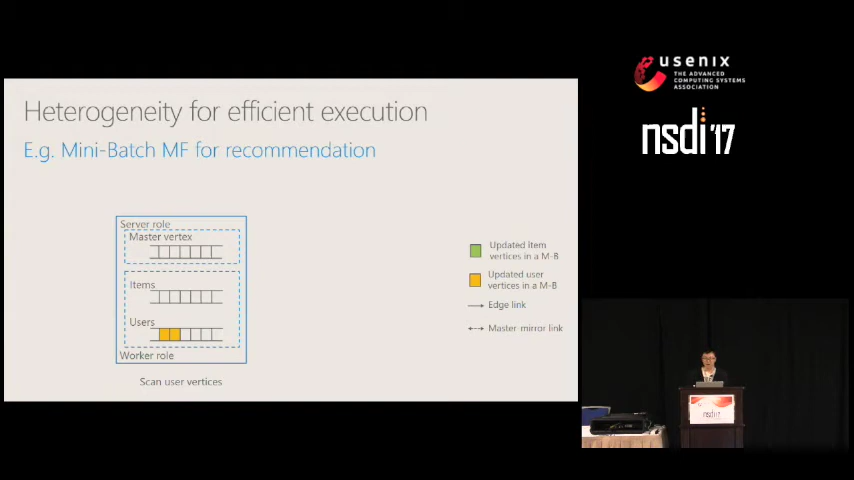 Heterogeneity for efficient execution
E.g. Mini-Batch MF for recommendation
Server role
Master vertex
Items
Users
Worker role
Scan user vertices
Updated item
vertices in a M-B
Updated user
vertices in a M-B
Edge link
Master-mirror link
usenix
THE ADVANCED
COMPUTING SYSTEMS
ASSOCIATION
nsdi '17
nsdi'17